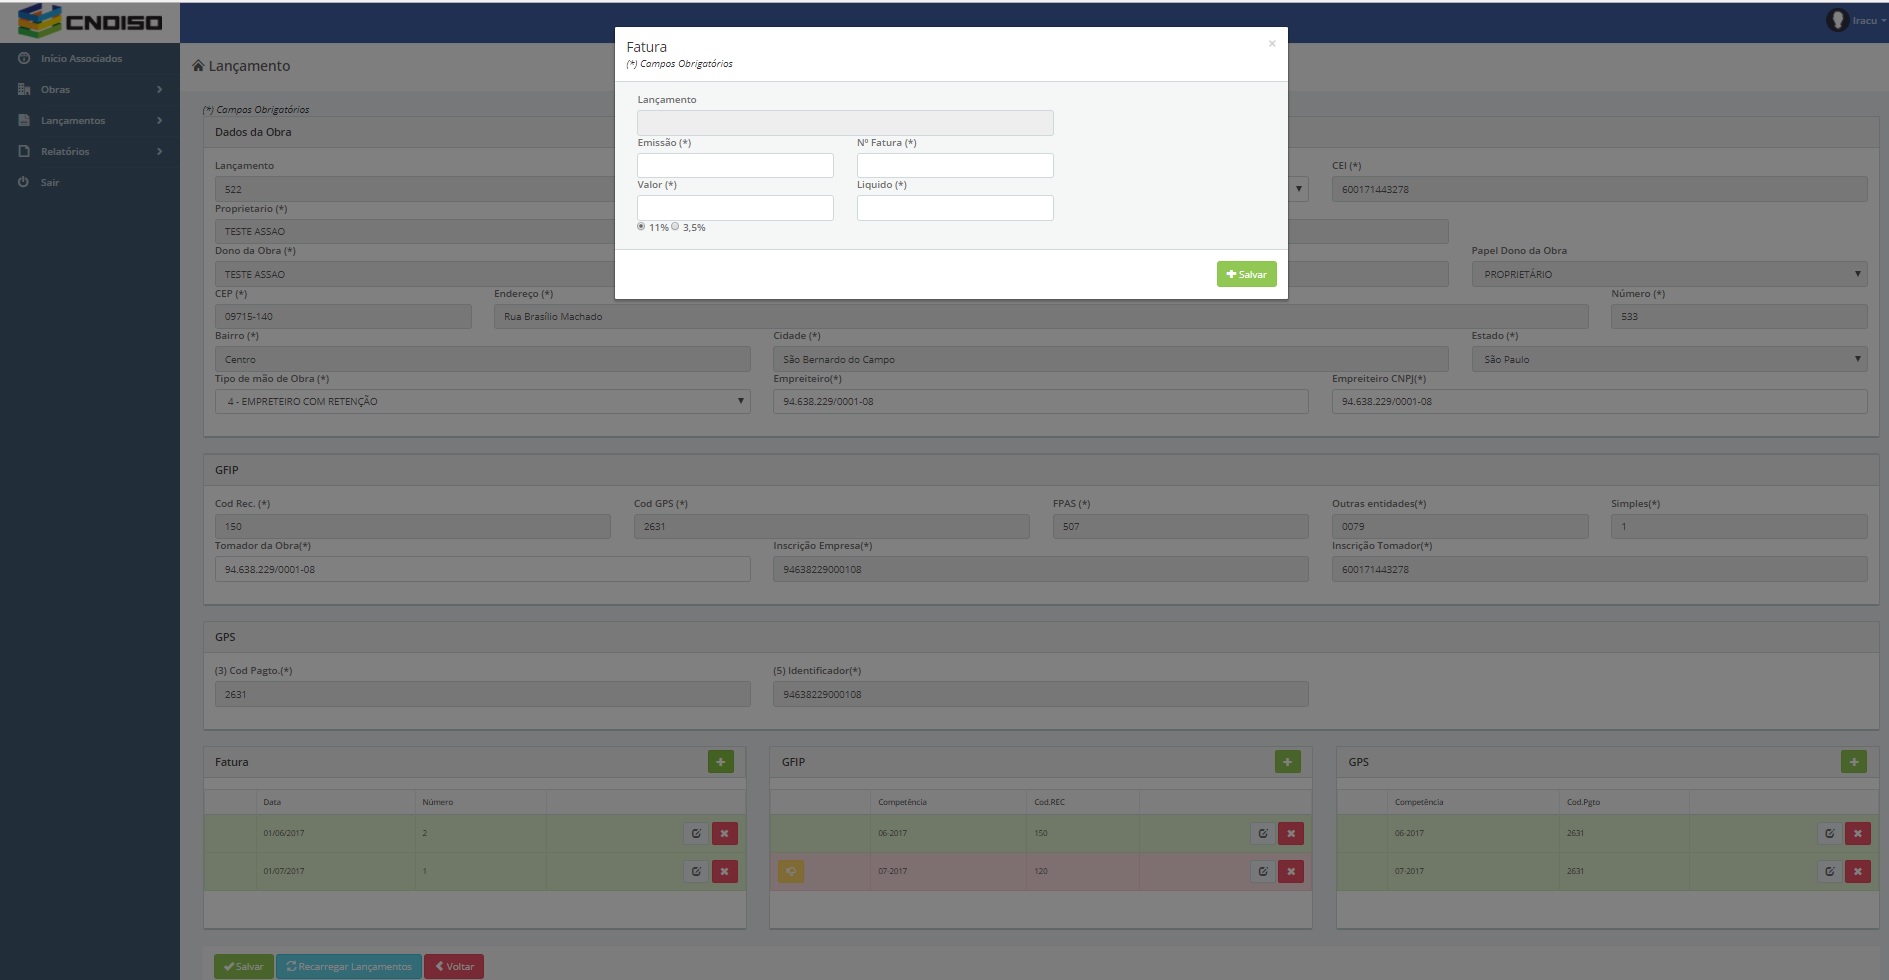 CNOISO
Iracu
Início Associados
Obras
Lançamentos
Relatórios
Sair
Fatura
×
(*) Campos Obrigatórios
Lançamento
Emissão (*)
Nº Fatura (*)
Valor (*)
Liquido (*)
11%
3,5%
Salvar
Lançamento
(*) Campos Obrigatórios
Dados da Obra
Lançamento
CEI (*)
522
600171443278
Proprietario (*)
TESTE ASSAO
Dono da Obra (*)
Papel Dono da Obra
TESTE ASSAO
PROPRIETÁRIO
CEP (*)
Endereço (*)
Número (*)
09715-140
Rua Brasílio Machado
533
Bairro (*)
Cidade (*)
Estado (*)
Centro
São Bernardo do Campo
São Paulo
Tipo de mão de Obra (*)
Empreiteiro(*)
Empreiteiro CNPJ(*)
4 - EMPRETEIRO COM RETENÇÃO
94.638.229/0001-08
94.638.229/0001-08
GFIP
Cod Rec. (*)
Cod GPS (*)
FPAS (*)
Outras entidades(*)
Simples(*)
150
2631
507
0079
1
Tomador da Obra(*)
Inscrição Empresa(*)
Inscrição Tomador(*)
94.638.229/0001-08
94638229000108
600171443278
GPS
(3) Cod Pagto.(*)
(5) Identificador(*)
2631
94638229000108
Fatura
Data
Número
01/06/2017
2
01/07/2017
1
GFIP
Competência
Cod.REC
06-2017
150
07-2017
120
GPS
Competência
Cod.Pgto
06-2017
2631
07-2017
2631
Salvar
Recarregar Lançamentos
Voltar